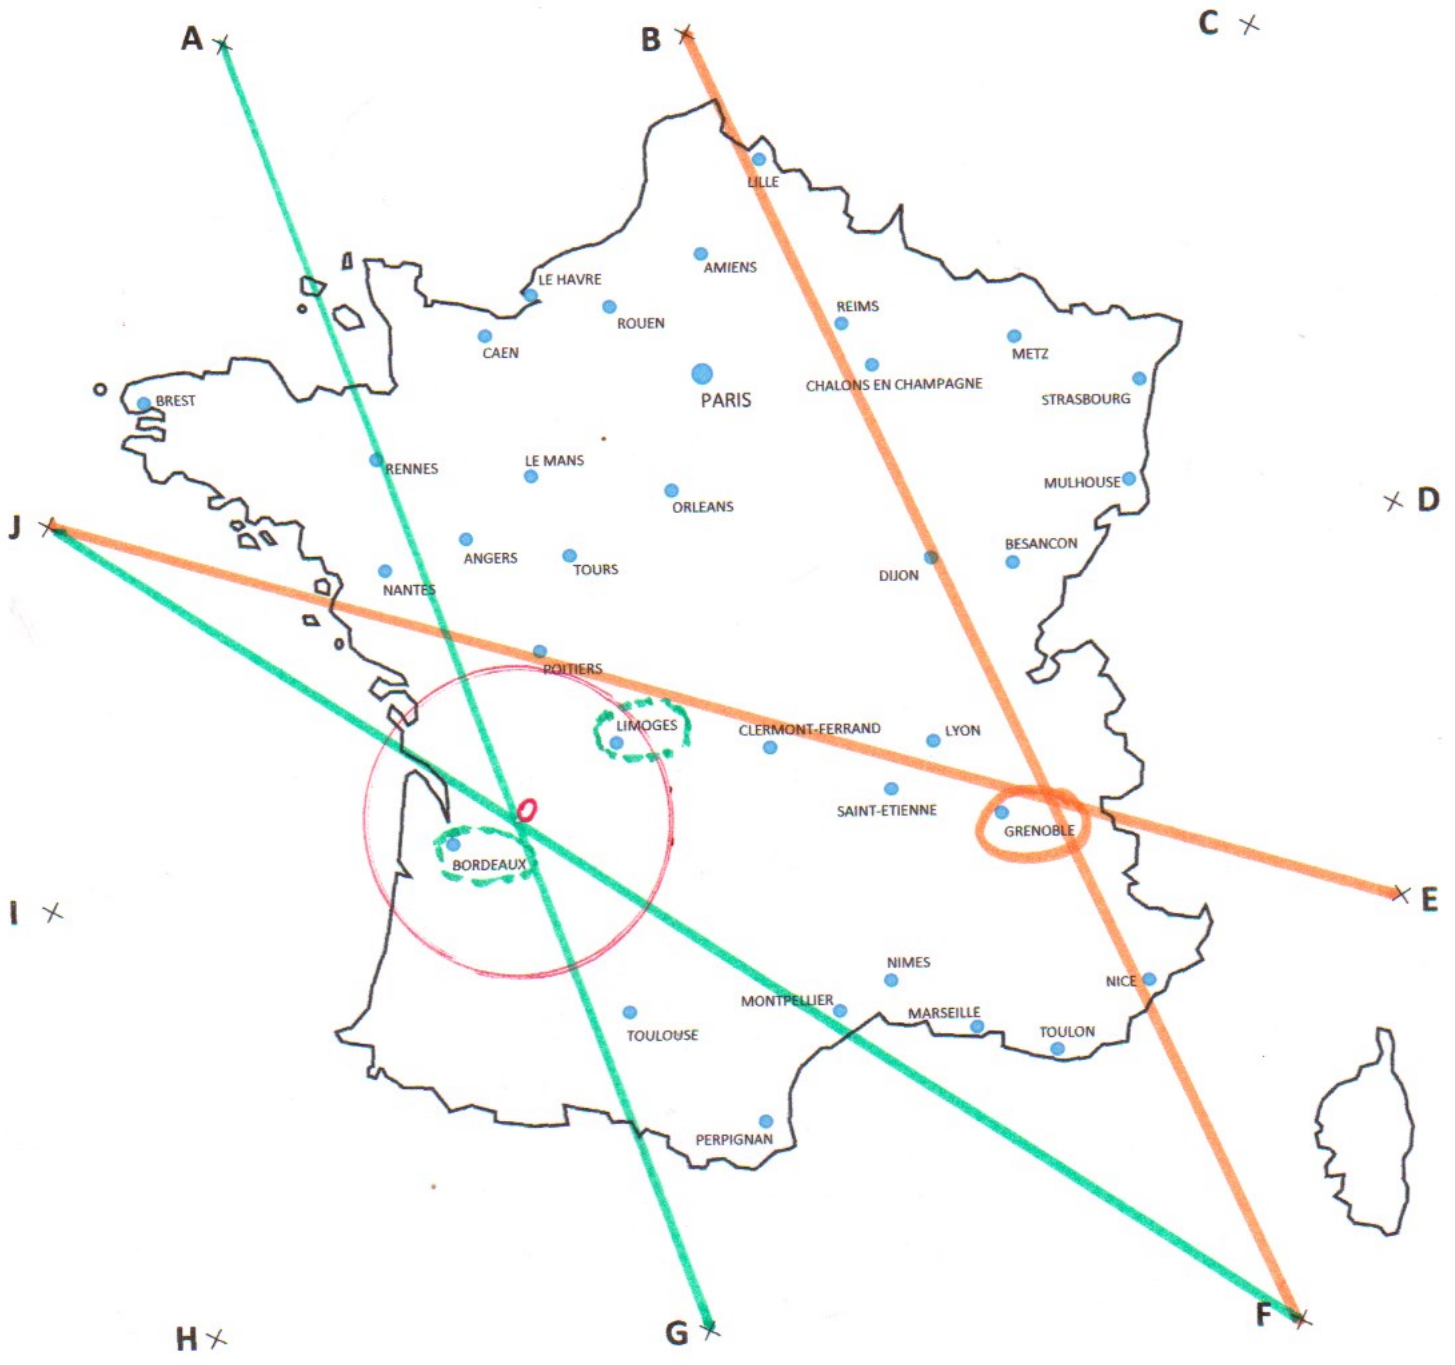 A
B
C
LILLE
AMIENS
LE HAVRE
REIMS
ROUEN
CAEN
METZ
CHALONS EN CHAMPAGNE
PARIS
STRASBOURG
BREST
RENNES
LE MANS
MULHOUSE
ORLEANS
D
J
BESANCON
ANGERS
TOURS
DIJON
NANTES
POITIERS
LIMOGES
CLERMONT-FERRAND
LYON
O
SAINT-ETIENNE
GRENOBLE
BORDEAUX
E
I
NIMES
NICE
MONTPELLIER
MARSEILLE
TOULOUSE
TOULON
PERPIGNAN
F
G
H